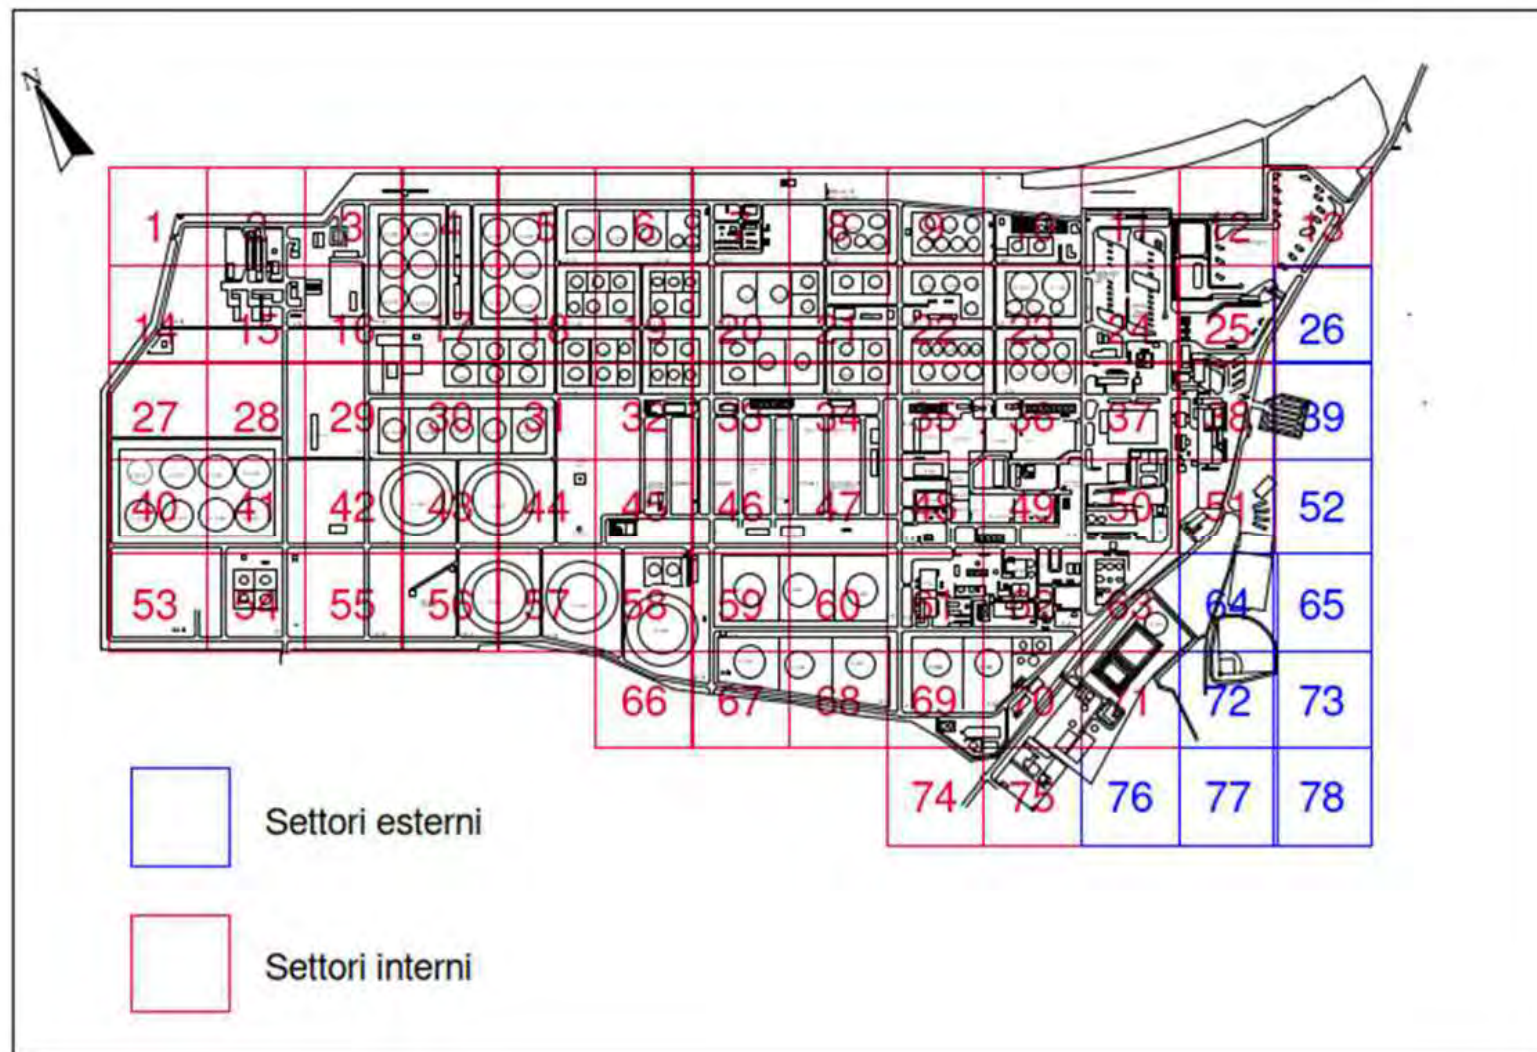 N
1 2 3 4 5 6 7 8 9 10 11 12 13
14 15 16 17 18 19 20 21 22 23 24 25 26
27 28 29 30 31 32 33 34 35 36 37 38 39
40 41 42 43 44 45 46 47 48 49 50 51 52
53 54 55 56 57 58 59 60 61 62 63 64 65
66 67 68 69 70 71 72 73
74 75 76 77 78
Settori esterni
Settori interni